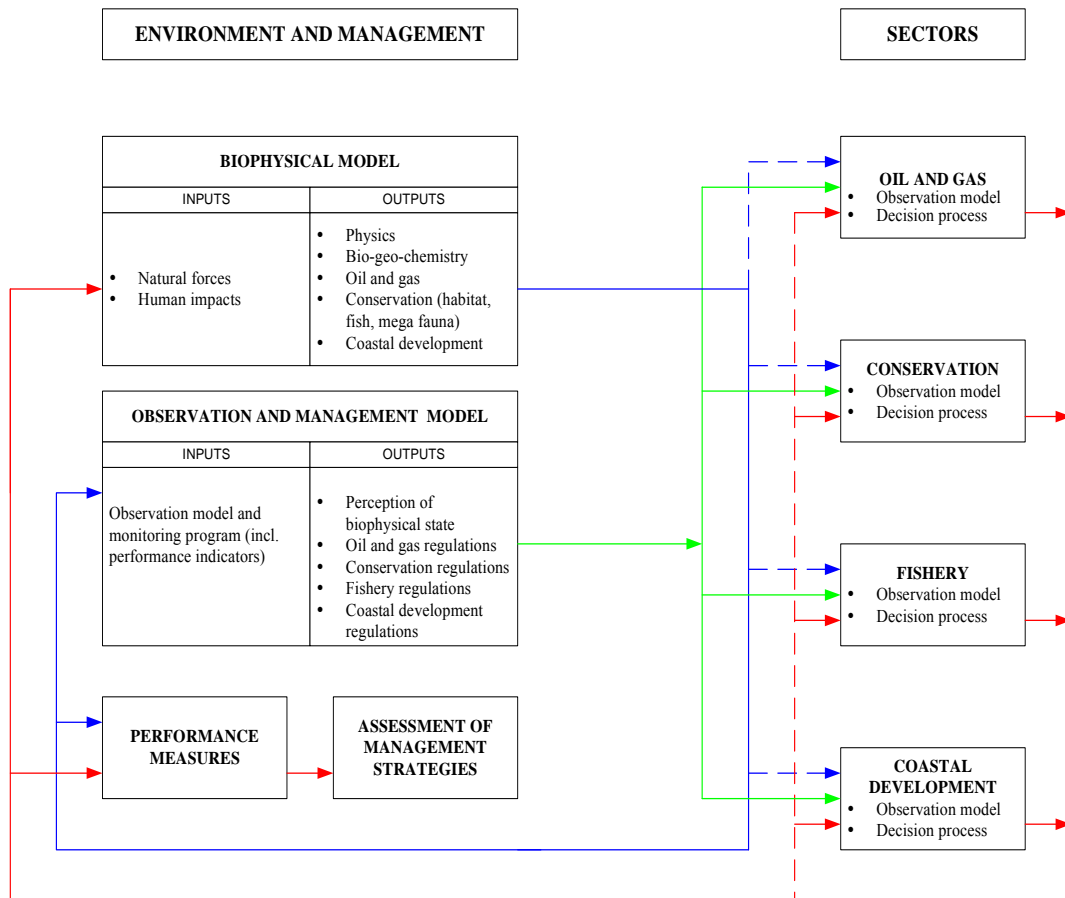 ENVIRONMENT AND MANAGEMENT
SECTORS
BIOPHYSICAL MODEL
INPUTS
OUTPUTS
• Natural forces
• Human impacts
• Physics
• Bio-geo-chemistry
• Oil and gas
• Conservation (habitat,
fish, mega fauna)
• Coastal development
OBSERVATION AND MANAGEMENT MODEL
INPUTS
OUTPUTS
Observation model and
monitoring program (incl.
performance indicators)
• Perception of
biophysical state
• Oil and gas regulations
• Conservation regulations
• Fishery regulations
• Coastal development
regulations
PERFORMANCE
MEASURES
ASSESSMENT OF
MANAGEMENT
STRATEGIES
OIL AND GAS
• Observation model
• Decision process
CONSERVATION
• Observation model
• Decision process
FISHERY
• Observation model
• Decision process
COASTAL
DEVELOPMENT
• Observation model
• Decision process